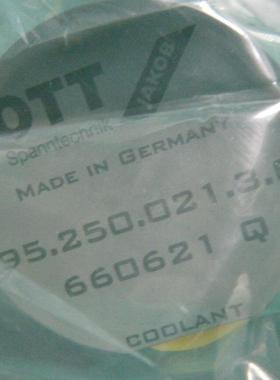 OTT
JAKOB
Spanntechnik
MADE IN GERMANY
95.250.021.3.
660621 Q
COOLANT